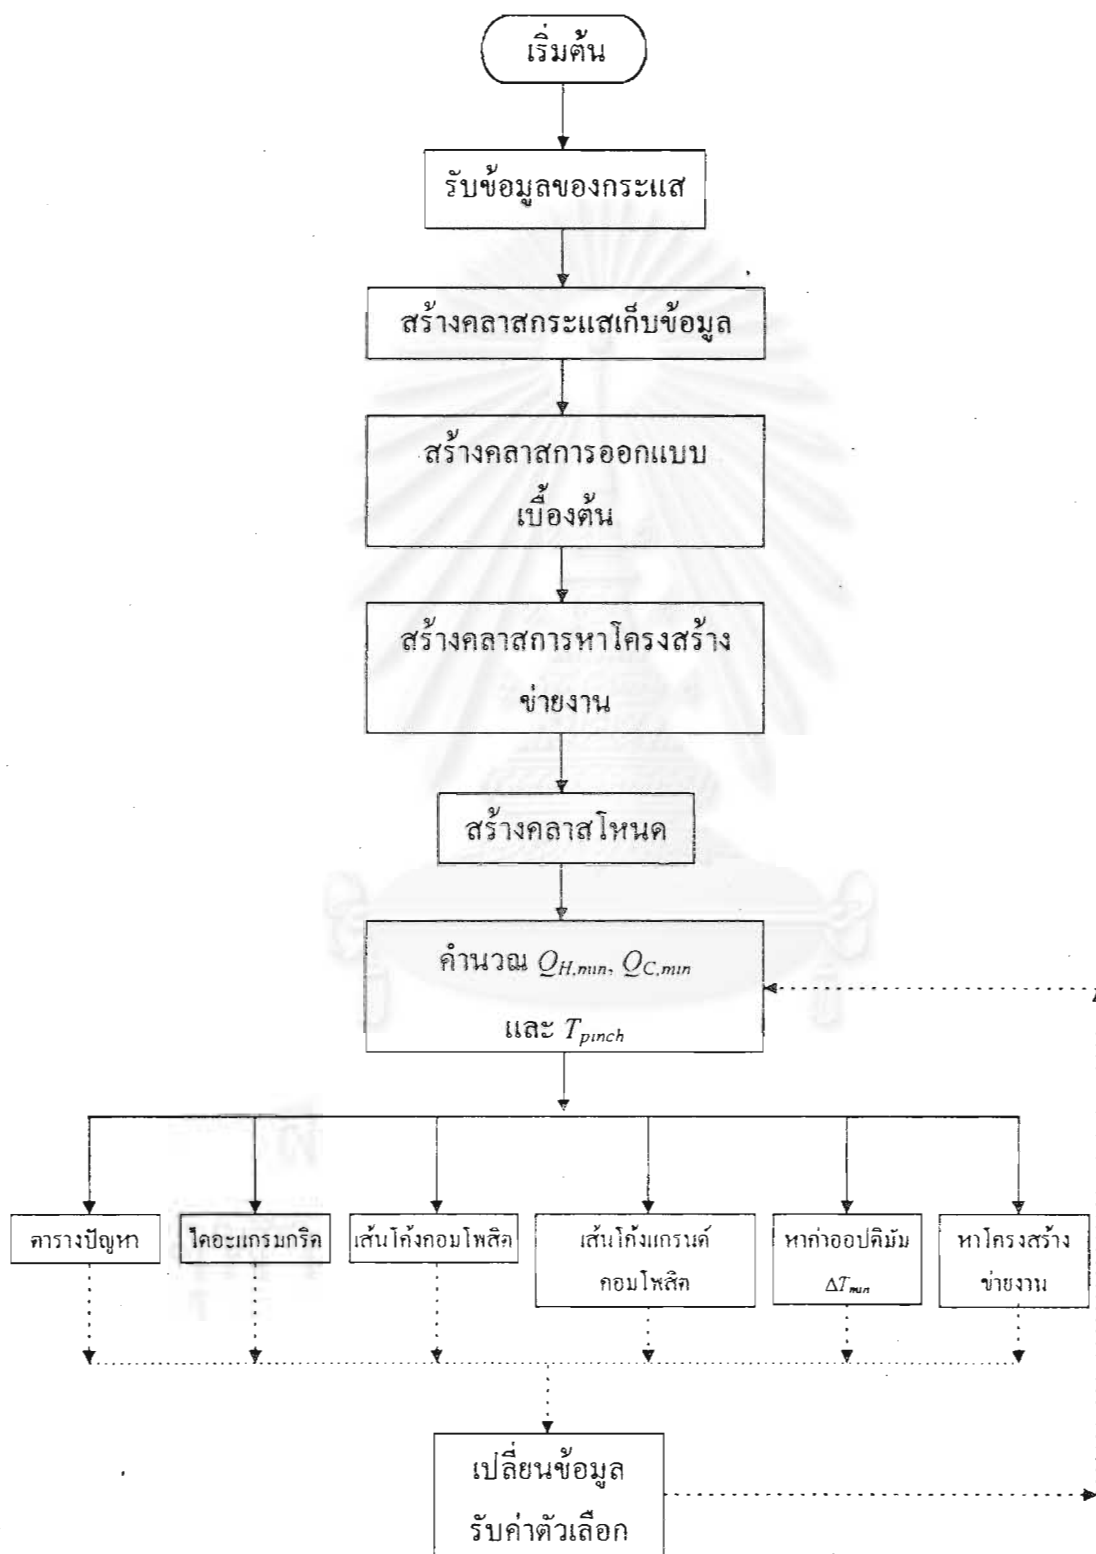 เริ่มต้น
รับข้อมูลของกระแส
สร้างคลาสกระแสเก็บข้อมูล
สร้างคลาสการออกแบบ
เบื้องต้น
สร้างคลาสการหาโครงสร้าง
ข่ายงาน
สร้างคลาสโหนด
คำนวณ Q_{H,min}, Q_{C,min}
และ T_{pinch}
ตารางปัญหา
ไดอะแกรมกริด
เส้นโค้งคอมโพสิต
เส้นโค้งแกรนด์
คอมโพสิต
หาค่าออปติมัม
ΔT_{min}
หาโครงสร้าง
ข่ายงาน
เปลี่ยนข้อมูล
รับค่าตัวเลือก